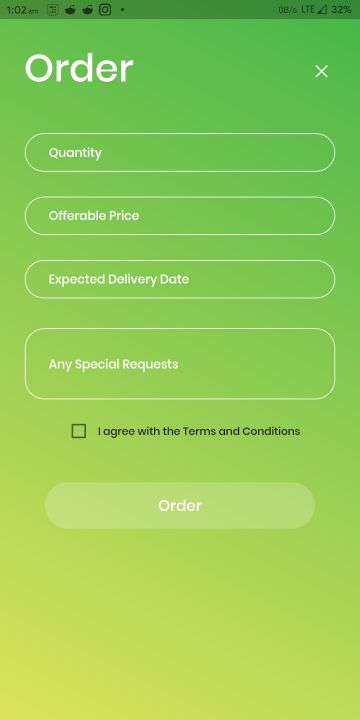 1:02 am 0B/s LTE 32%
Order
Quantity
Offerable Price
Expected Delivery Date
Any Special Requests
I agree with the Terms and Conditions
Order